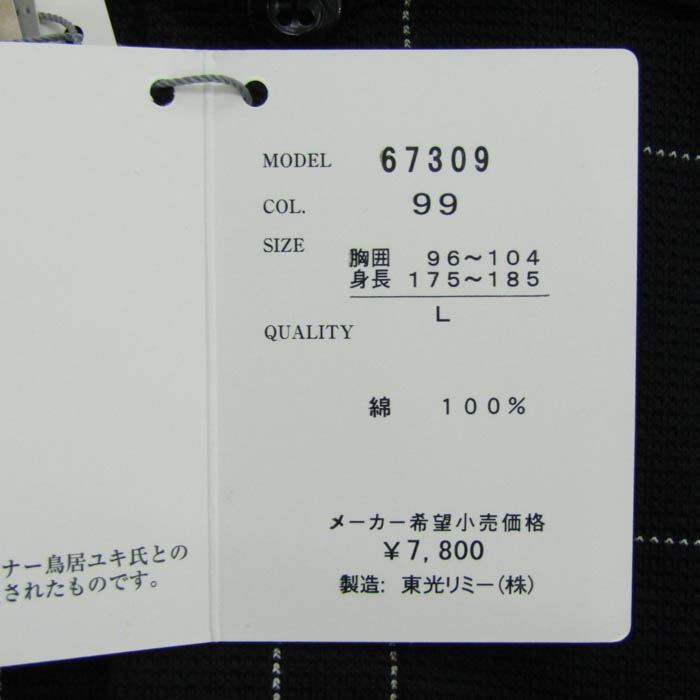 MODEL 67309
COL. 99
SIZE 胸囲 96～104
身長 175～185
L
QUALITY
綿 100%
メーカー希望小売価格
￥7,800
製造: 東光リミー(株)
ナー鳥居ユキ氏との
されたものです。